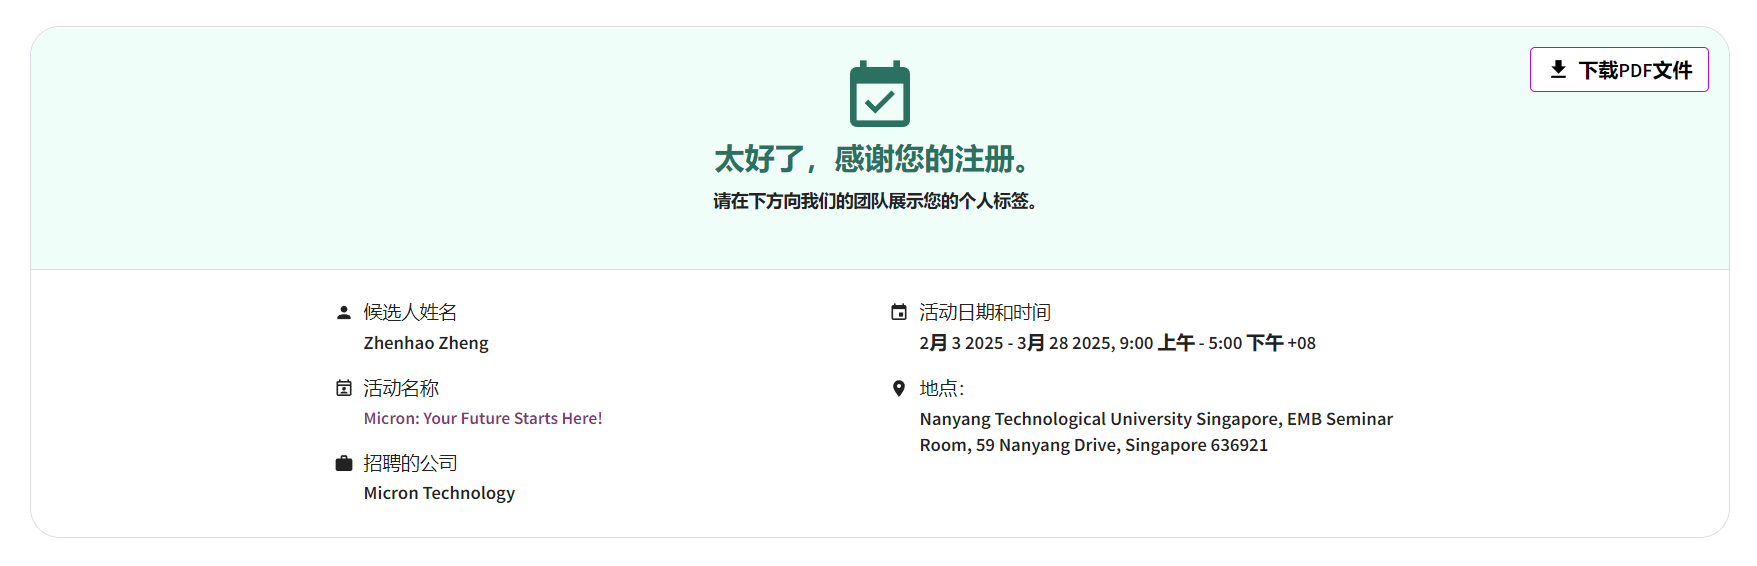 下载PDF文件
太好了，感谢您的注册。
请在下方向我们的团队展示您的个人标签。
候选人姓名
Zhenhao Zheng
活动名称
Micron: Your Future Starts Here!
招聘的公司
Micron Technology
活动日期和时间
2月 3 2025 - 3月 28 2025, 9:00 上午 - 5:00 下午 +08
地点：
Nanyang Technological University Singapore, EMB Seminar
Room, 59 Nanyang Drive, Singapore 636921